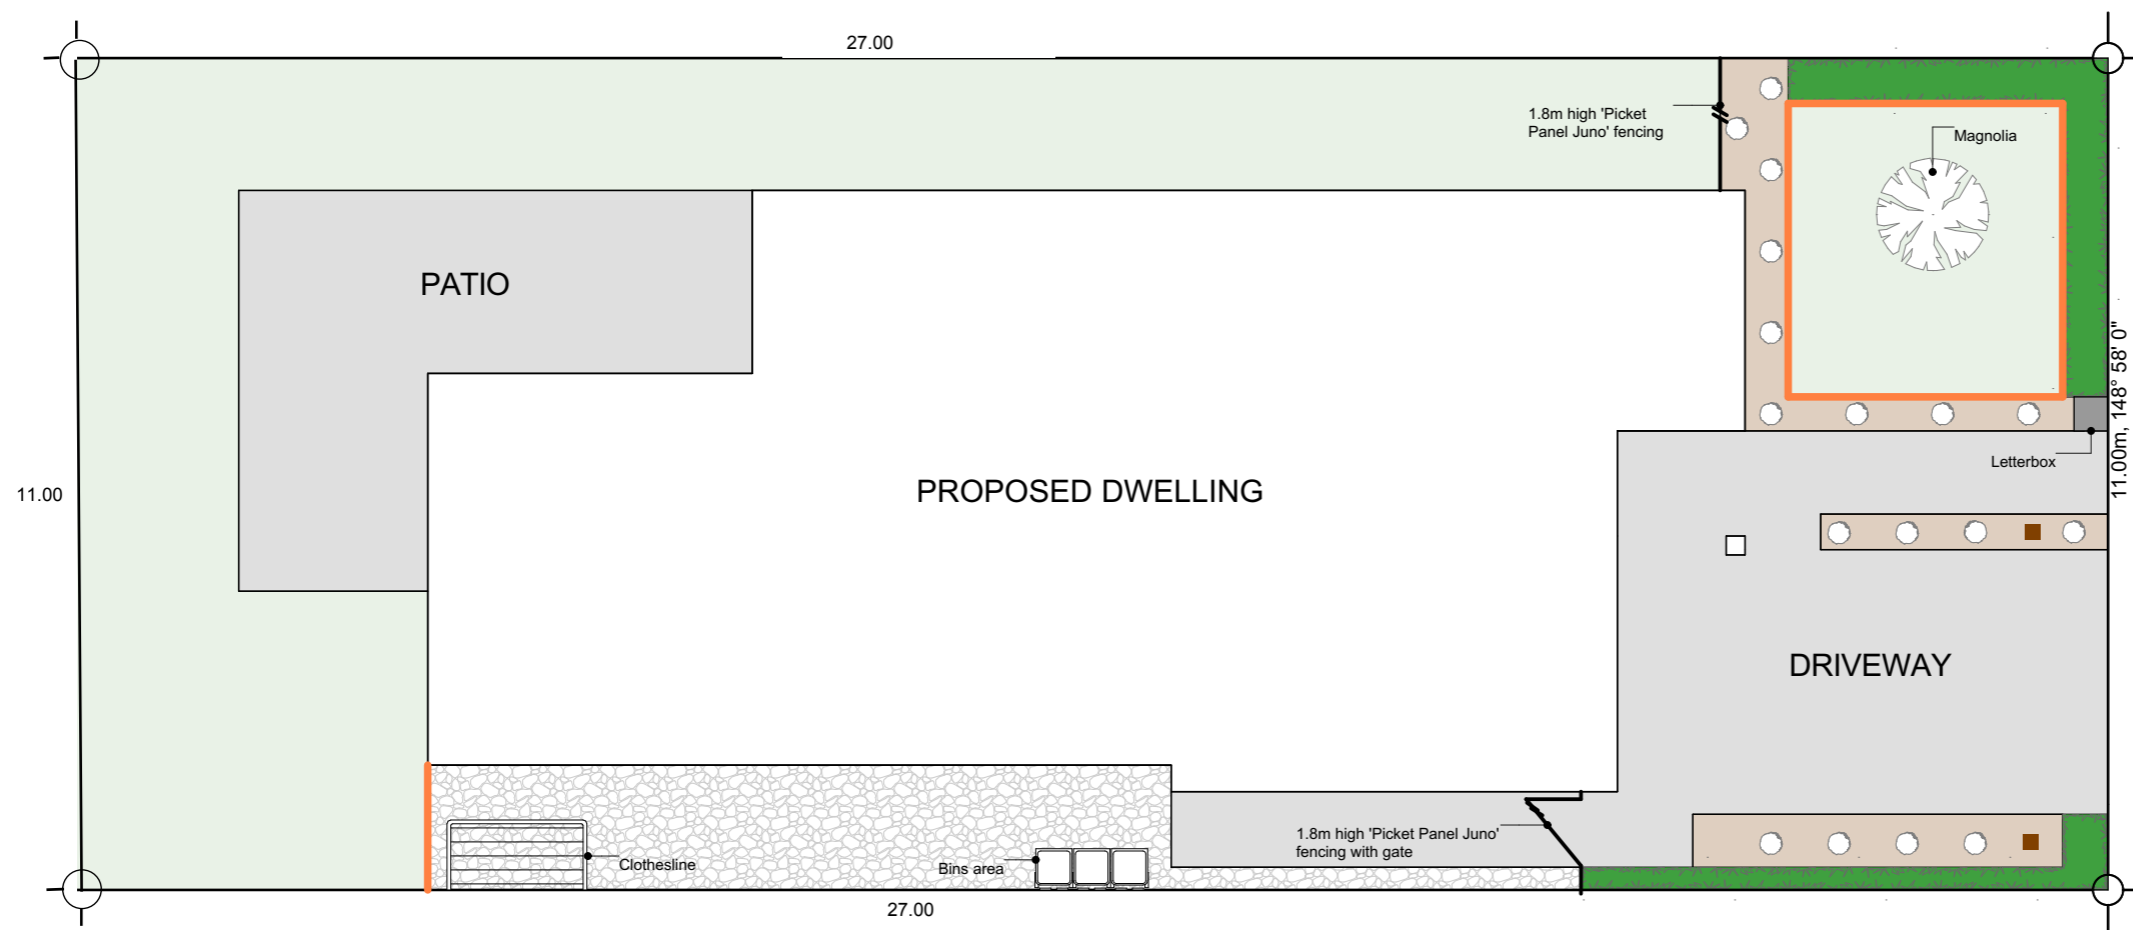 27.00
1.8m high 'Picket
Panel Juno' fencing
Magnolia
PATIO
11.00m, 148° 58' 0"
Letterbox
11.00
PROPOSED DWELLING
DRIVEWAY
1.8m high 'Picket Panel Juno'
fencing with gate
Clothesline
Bins area
27.00